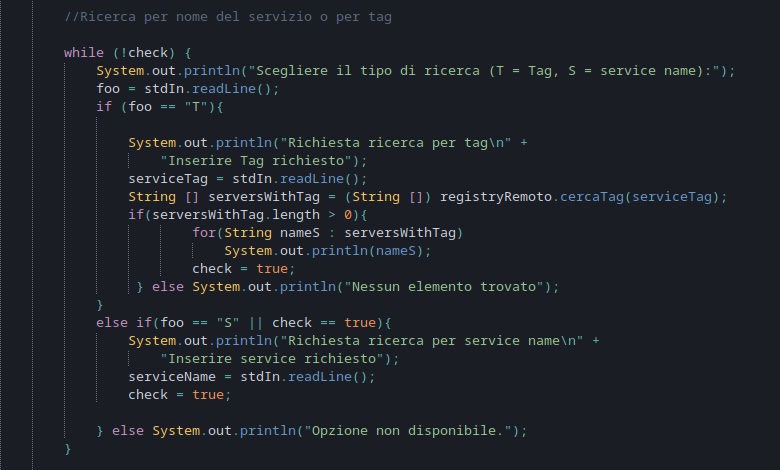 //Ricerca per nome del servizio o per tag
while (!check) {
System.out.println("Scegliere il tipo di ricerca (T = Tag, S = service name):");
foo = stdIn.readLine();
if (foo == "T"){
System.out.println("Richiesta ricerca per tag\n" +
"Inserire Tag richiesto");
serviceTag = stdIn.readLine();
String [] serversWithTag = (String []) registryRemoto.cercaTag(serviceTag);
if(serversWithTag.length > 0){
for(String nameS : serversWithTag)
System.out.println(nameS);
check = true;
} else System.out.println("Nessun elemento trovato");
}
else if(foo == "S" || check == true){
System.out.println("Richiesta ricerca per service name\n" +
"Inserire service richiesto");
serviceName = stdIn.readLine();
check = true;
} else System.out.println("Opzione non disponibile.");
}